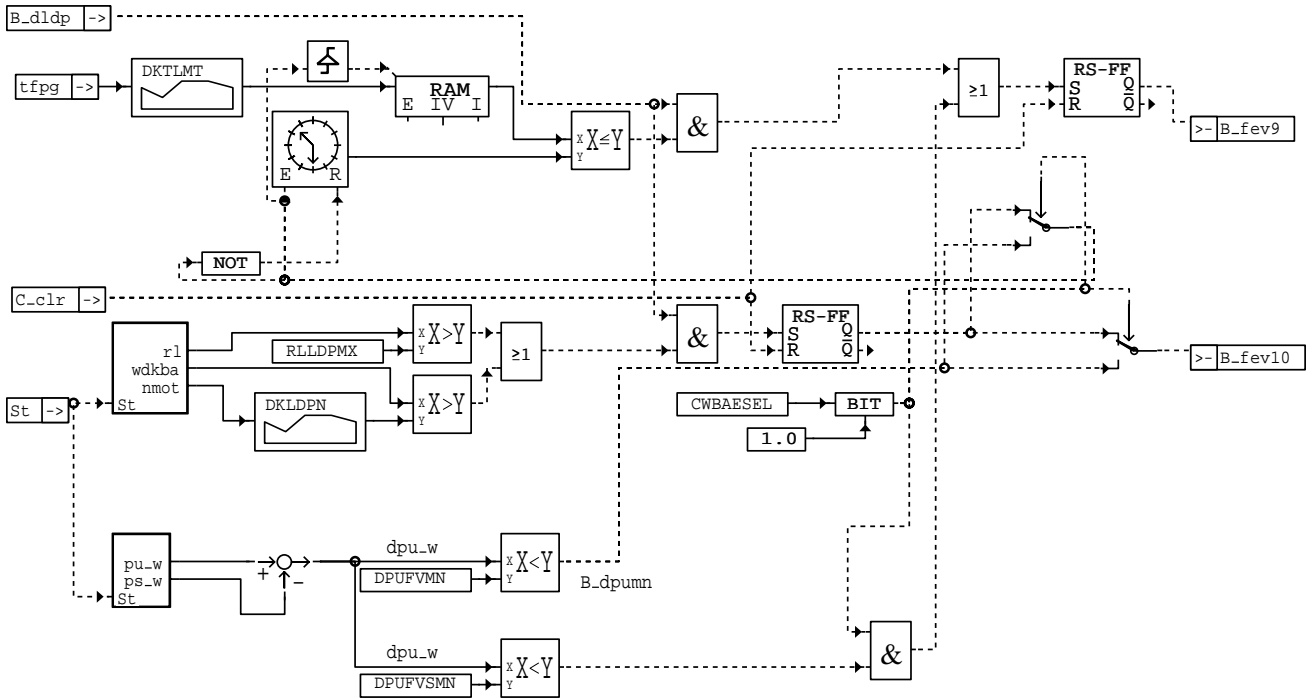 B_dldp ->
tfpg ->
DKTLMT
RAM
E IV I
E R
X≤Y
x
Y
&
≥1
RS-FF
S Q
R Q̅
>- B_fev9
NOT
C_clr ->
rl
wdkba
nmot
St
RLLDPMX
x
Y
X>Y
≥1
&
RS-FF
S Q
R Q̅
>- B_fev10
St ->
DKLDPN
x
Y
X>Y
CWBAESEL
BIT
1.0
pu_w
ps_w
St
+
−
dpu_w
DPUFVMN
x
Y
X<Y
B_dpumn
dpu_w
DPUFVSMN
x
Y
X<Y
&